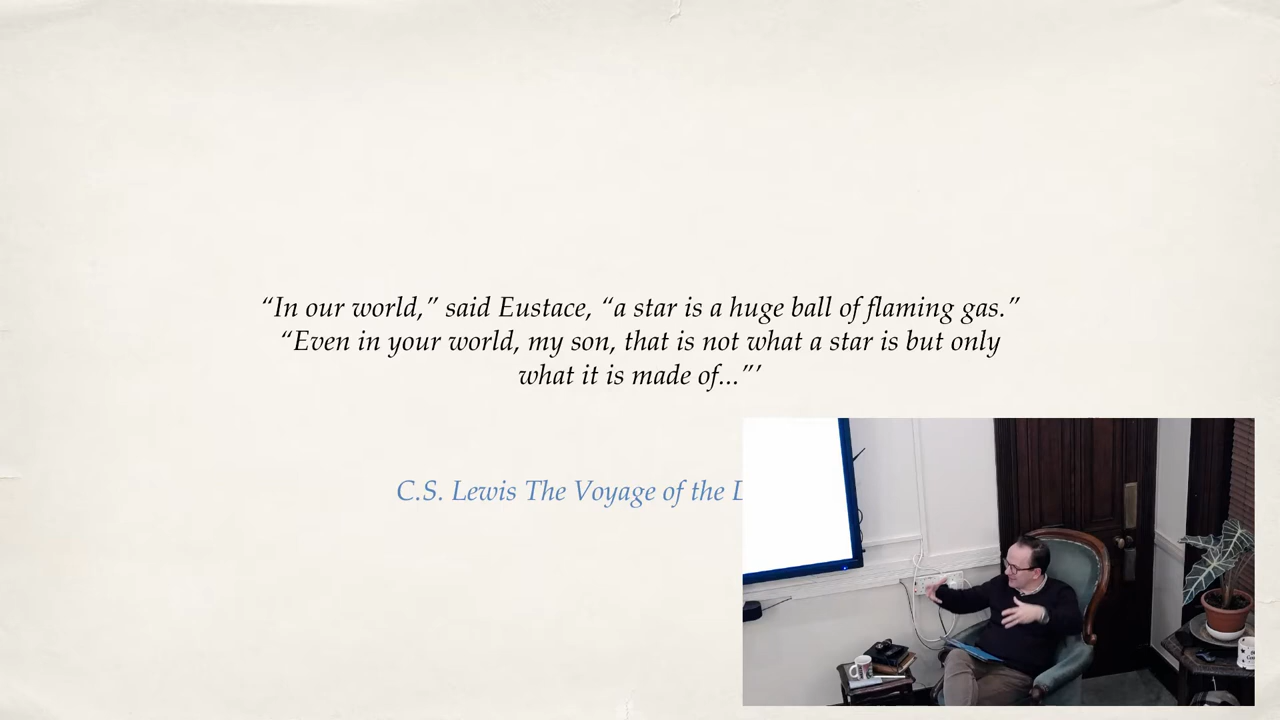 “In our world,” said Eustace, “a star is a huge ball of flaming gas.”
“Even in your world, my son, that is not what a star is but only
what it is made of...”’
C.S. Lewis The Voyage of the